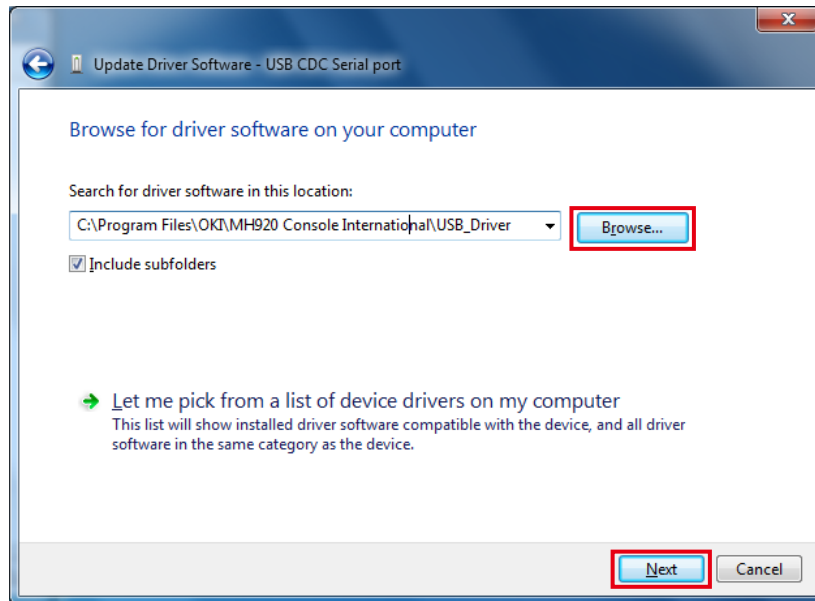 Update Driver Software - USB CDC Serial port
Browse for driver software on your computer
Search for driver software in this location:
C:\Program Files\OKI\MH920 Console International\USB_Driver
Browse...
Include subfolders
Let me pick from a list of device drivers on my computer
This list will show installed driver software compatible with the device, and all driver
software in the same category as the device.
Next
Cancel